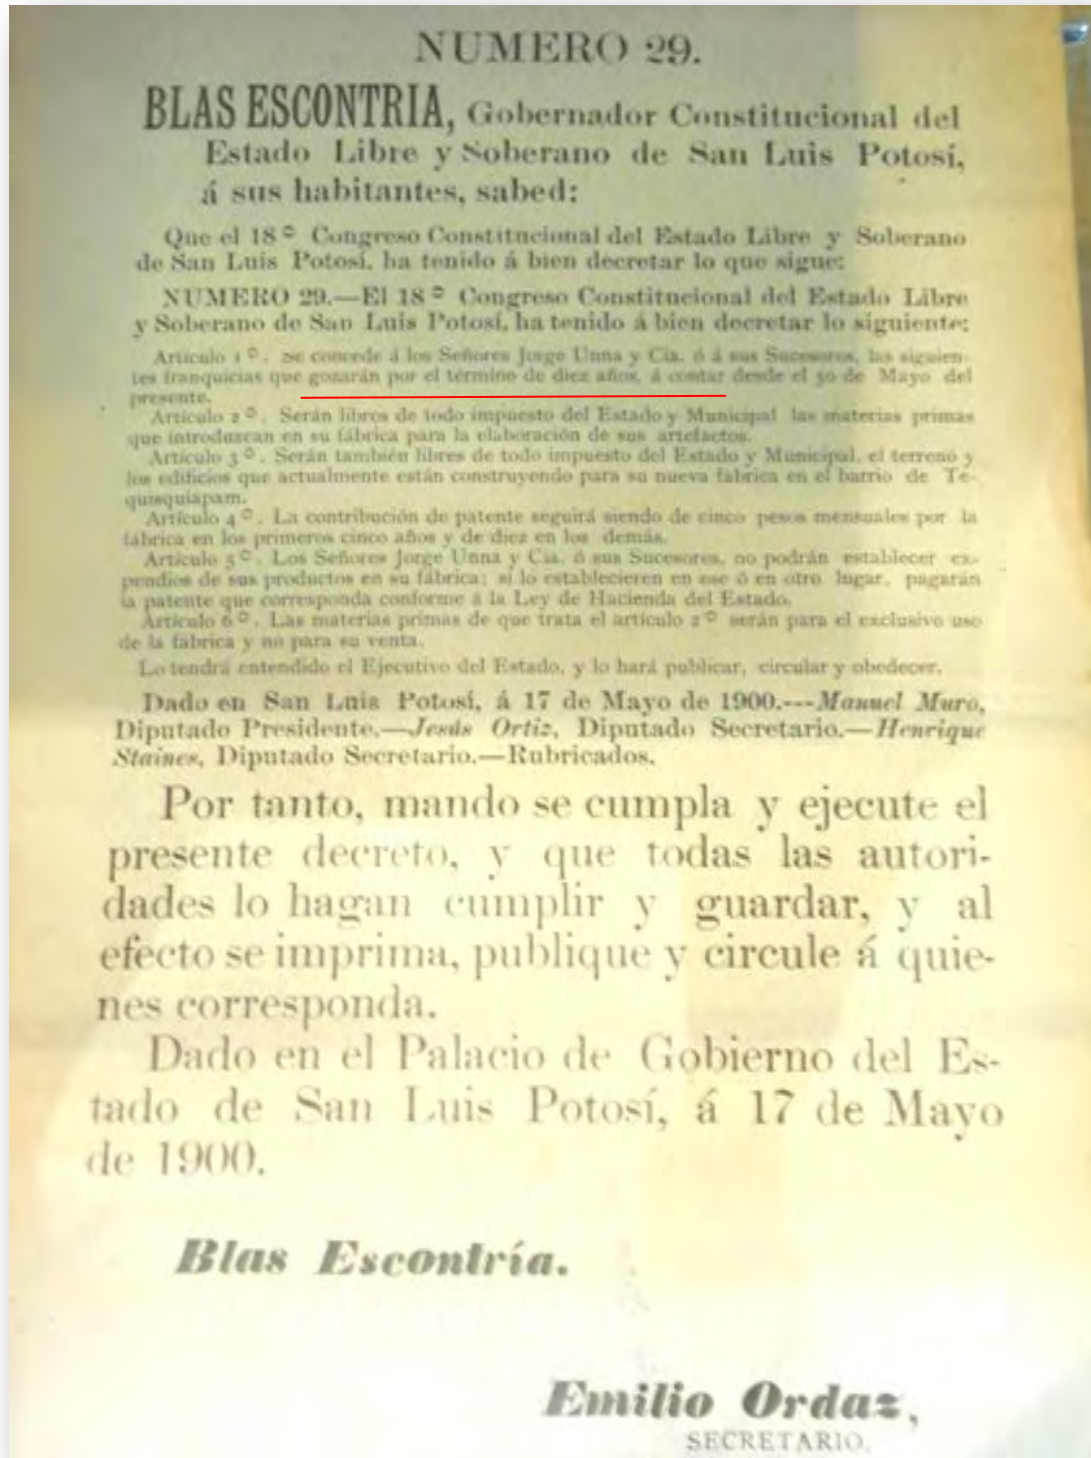 NUMERO 29.
BLAS ESCONTRIA, Gobernador Constitucional del
Estado Libre y Soberano de San Luis Potosí,
á sus habitantes, sabed:
Que el 18º Congreso Constitucional del Estado Libre y Soberano
de San Luis Potosí, ha tenido á bien decretar lo que sigue:
NUMERO 29.—El 18º Congreso Constitucional del Estado Libre
y Soberano de San Luis Potosí, ha tenido á bien decretar lo siguiente:
Artículo 1º. Se concede á los Señores Jorge Unna y Cia. ó á sus Sucesores, las siguien-
tes franquicias que gozarán por el término de diez años, á contar desde el 30 de Mayo del
presente.
Artículo 2º. Serán libres de todo impuesto del Estado y Municipal las materias primas
que introduzcan en su fábrica para la elaboración de sus artefactos.
Artículo 3º. Serán también libres de todo impuesto del Estado y Municipal, el terreno y
los edificios que actualmente están construyendo para su nueva fabrica en el barrio de Te-
quisquiapam.
Artículo 4º. La contribución de patente seguirá siendo de cinco pesos mensuales por la
fábrica en los primeros cinco años y de diez en los demás.
Artículo 5º. Los Señores Jorge Unna y Cia. ó sus Sucesores, no podrán establecer ex-
pendios de sus productos en su fábrica; si lo establecieren en ese ó en otro lugar, pagarán
la patente que corresponda conforme á la Ley de Hacienda del Estado.
Artículo 6º. Las materias primas de que trata el artículo 2º serán para el exclusivo uso
de la fábrica y no para su venta.
Lo tendrá entendido el Ejecutivo del Estado, y lo hará publicar, circular y obedecer.
Dado en San Luis Potosí, á 17 de Mayo de 1900.---Manuel Muro,
Diputado Presidente.—Jesús Ortiz, Diputado Secretario.—Henrique
Staines, Diputado Secretario.—Rubricados.
Por tanto, mando se cumpla y ejecute el
presente decreto, y que todas las autori-
dades lo hagan cumplir y guardar, y al
efecto se imprima, publique y circule á quie-
nes corresponda.
Dado en el Palacio de Gobierno del Es-
tado de San Luis Potosí, á 17 de Mayo
de 1900.
Blas Escontría.
Emilio Ordaz,
SECRETARIO.